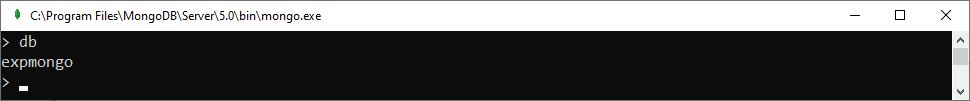 C:\Program Files\MongoDB\Server\5.0\bin\mongo.exe
> db
expmongo
>